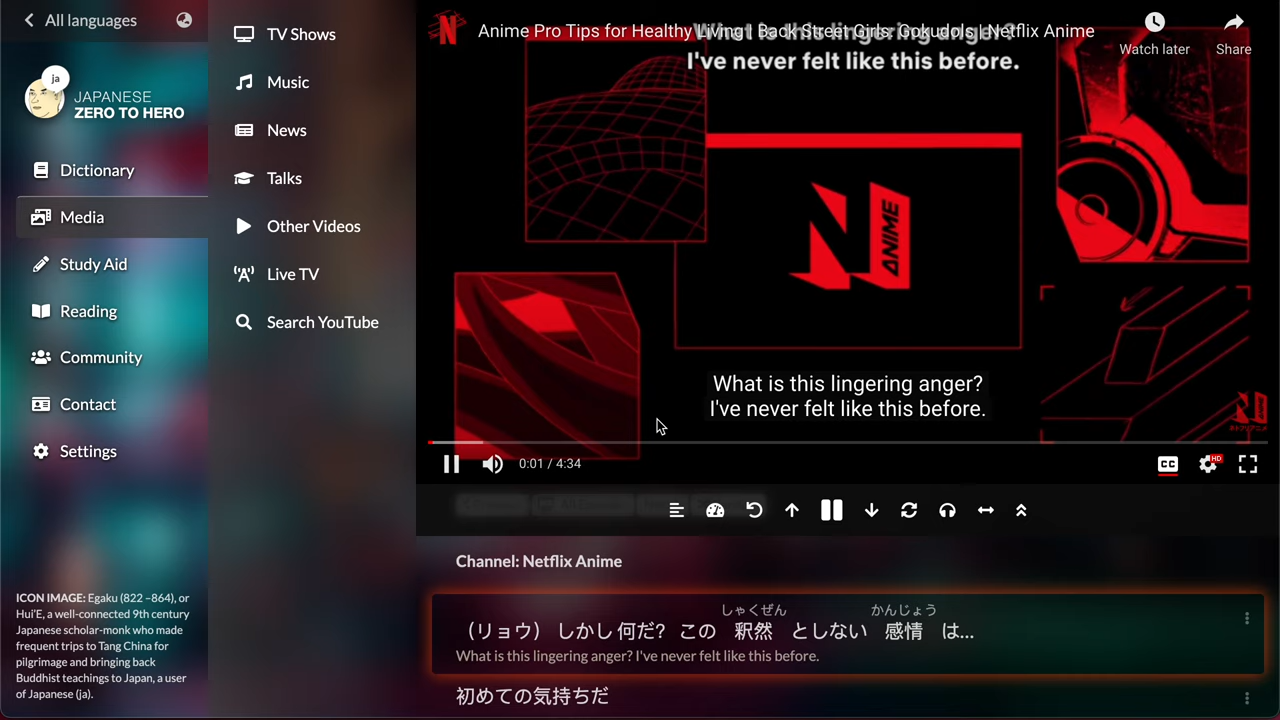 All languages
ja
JAPANESE
ZERO TO HERO
Dictionary
Media
Study Aid
Reading
Community
Contact
Settings
ICON IMAGE: Egaku (822 –864), or
Hui'E, a well-connected 9th century
Japanese scholar-monk who made
frequent trips to Tang China for
pilgrimage and bringing back
Buddhist teachings to Japan, a user
of Japanese (ja).
TV Shows
Music
News
Talks
Other Videos
Live TV
Search YouTube
Anime Pro Tips for Healthy Living | Back Street Girls: Gokudols | Netflix Anime
What is this lingering anger?
I've never felt like this before.
Watch later
Share
N ANIME
What is this lingering anger?
I've never felt like this before.
0:01 / 4:34
CC
HD
Channel: Netflix Anime
しゃくぜん かんじょう
（リョウ） しかし 何だ？ この 釈然 としない 感情 は...
What is this lingering anger? I've never felt like this before.
初めての気持ちだ